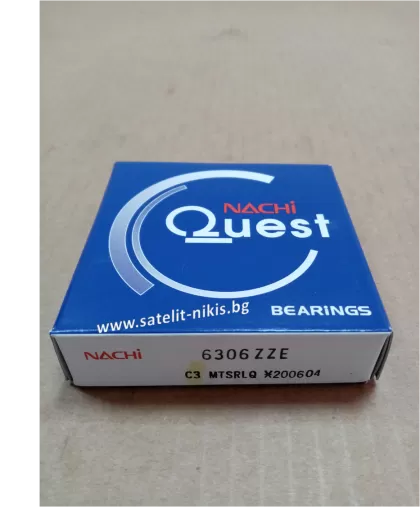 NACHi
Quest
BEARINGS
www.satelit-nikis.bg
NACHi 6306ZZE
C3 MTSRLQ X200604